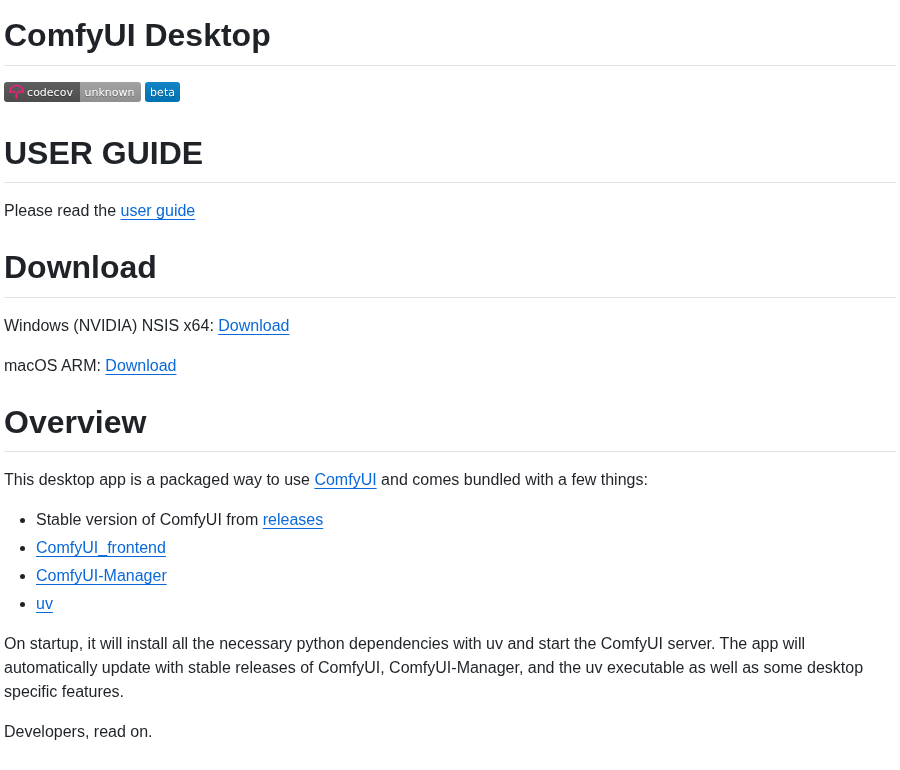 ComfyUI Desktop
codecov unknown beta
USER GUIDE
Please read the user guide
Download
Windows (NVIDIA) NSIS x64: Download
macOS ARM: Download
Overview
This desktop app is a packaged way to use ComfyUI and comes bundled with a few things:
Stable version of ComfyUI from releases
ComfyUI_frontend
ComfyUI-Manager
uv
On startup, it will install all the necessary python dependencies with uv and start the ComfyUI server. The app will
automatically update with stable releases of ComfyUI, ComfyUI-Manager, and the uv executable as well as some desktop
specific features.
Developers, read on.